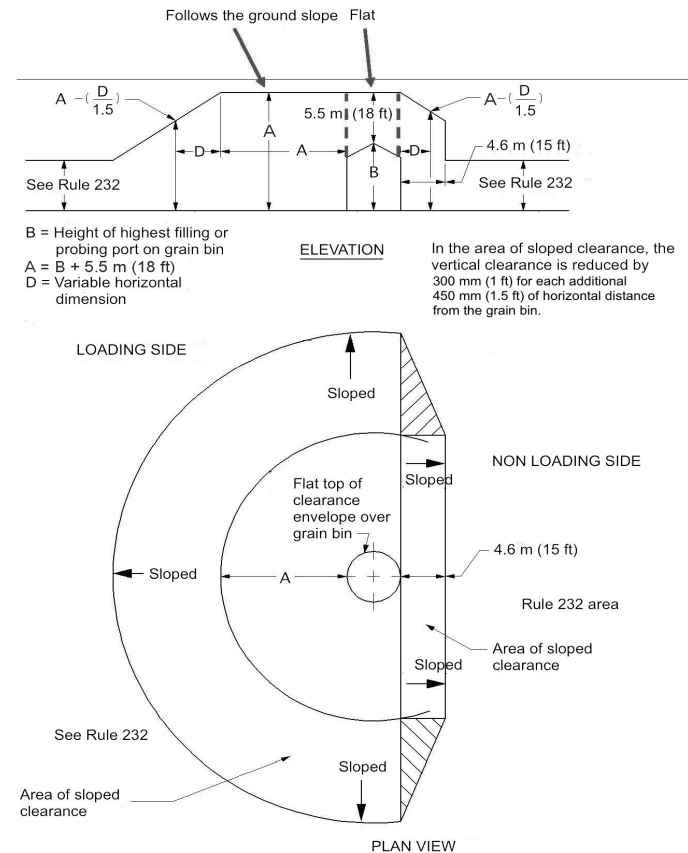 Follows the ground slope Flat
A – (D/1.5)
A – (D/1.5)
5.5 m (18 ft)
A
4.6 m (15 ft)
D
A
D
B
See Rule 232
See Rule 232
B = Height of highest filling or
probing port on grain bin
A = B + 5.5 m (18 ft)
D = Variable horizontal
dimension
ELEVATION
In the area of sloped clearance, the
vertical clearance is reduced by
300 mm (1 ft) for each additional
450 mm (1.5 ft) of horizontal distance
from the grain bin.
LOADING SIDE
Sloped
NON LOADING SIDE
Sloped
Flat top of
clearance
envelope over
grain bin
4.6 m (15 ft)
Sloped
A
Rule 232 area
Area of sloped
clearance
Sloped
See Rule 232
Sloped
Area of sloped
clearance
PLAN VIEW